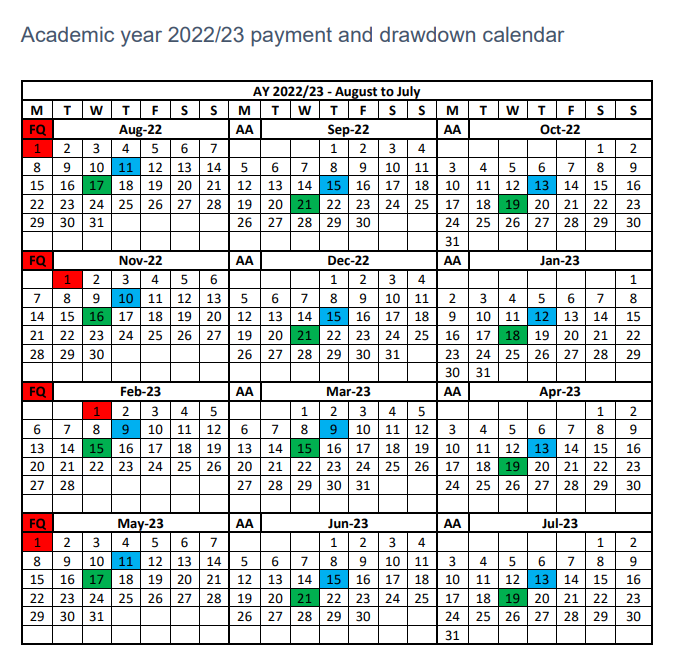 Academic year 2022/23 payment and drawdown calendar
AY 2022/23 - August to July
M T W T F S S M T W T F S S M T W T F S S
FQ Aug-22 AA Sep-22 AA Oct-22
1 2 3 4 5 6 7 1 2 3 4 1 2
8 9 10 11 12 13 14 5 6 7 8 9 10 11 3 4 5 6 7 8 9
15 16 17 18 19 20 21 12 13 14 15 16 17 18 10 11 12 13 14 15 16
22 23 24 25 26 27 28 19 20 21 22 23 24 25 17 18 19 20 21 22 23
29 30 31 26 27 28 29 30 24 25 26 27 28 29 30
31
FQ Nov-22 AA Dec-22 AA Jan-23
1 2 3 4 5 6 1 2 3 4 1
7 8 9 10 11 12 13 5 6 7 8 9 10 11 2 3 4 5 6 7 8
14 15 16 17 18 19 20 12 13 14 15 16 17 18 9 10 11 12 13 14 15
21 22 23 24 25 26 27 19 20 21 22 23 24 25 16 17 18 19 20 21 22
28 29 30 26 27 28 29 30 31 23 24 25 26 27 28 29
30 31
FQ Feb-23 AA Mar-23 AA Apr-23
1 2 3 4 5 1 2 3 4 5 1 2
6 7 8 9 10 11 12 6 7 8 9 10 11 12 3 4 5 6 7 8 9
13 14 15 16 17 18 19 13 14 15 16 17 18 19 10 11 12 13 14 15 16
20 21 22 23 24 25 26 20 21 22 23 24 25 26 17 18 19 20 21 22 23
27 28 27 28 29 30 31 24 25 26 27 28 29 30
FQ May-23 AA Jun-23 AA Jul-23
1 2 3 4 5 6 7 1 2 3 4 1 2
8 9 10 11 12 13 14 5 6 7 8 9 10 11 3 4 5 6 7 8 9
15 16 17 18 19 20 21 12 13 14 15 16 17 18 10 11 12 13 14 15 16
22 23 24 25 26 27 28 19 20 21 22 23 24 25 17 18 19 20 21 22 23
29 30 31 26 27 28 29 30 24 25 26 27 28 29 30
31